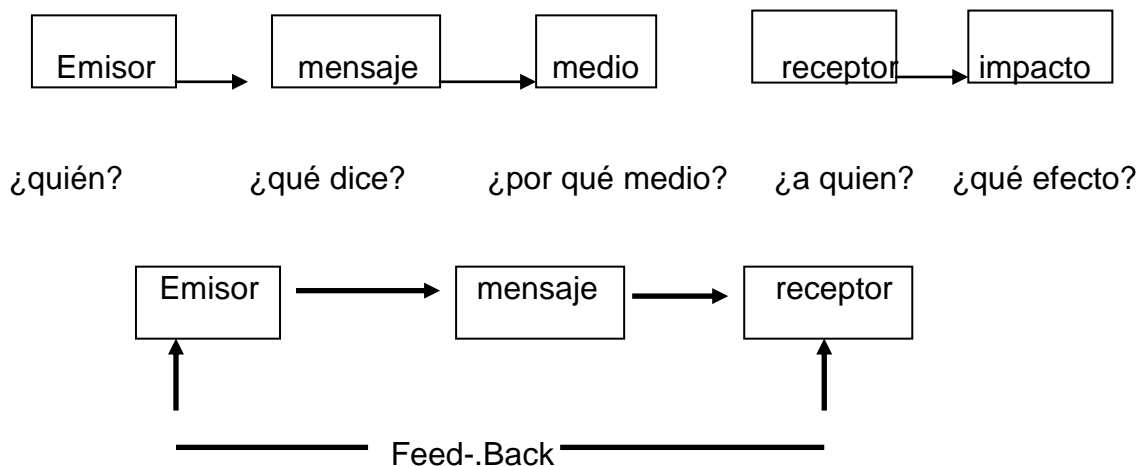 Emisor mensaje medio receptor impacto
¿quién? ¿qué dice? ¿por qué medio? ¿a quien? ¿qué efecto?
Emisor mensaje receptor
Feed-.Back